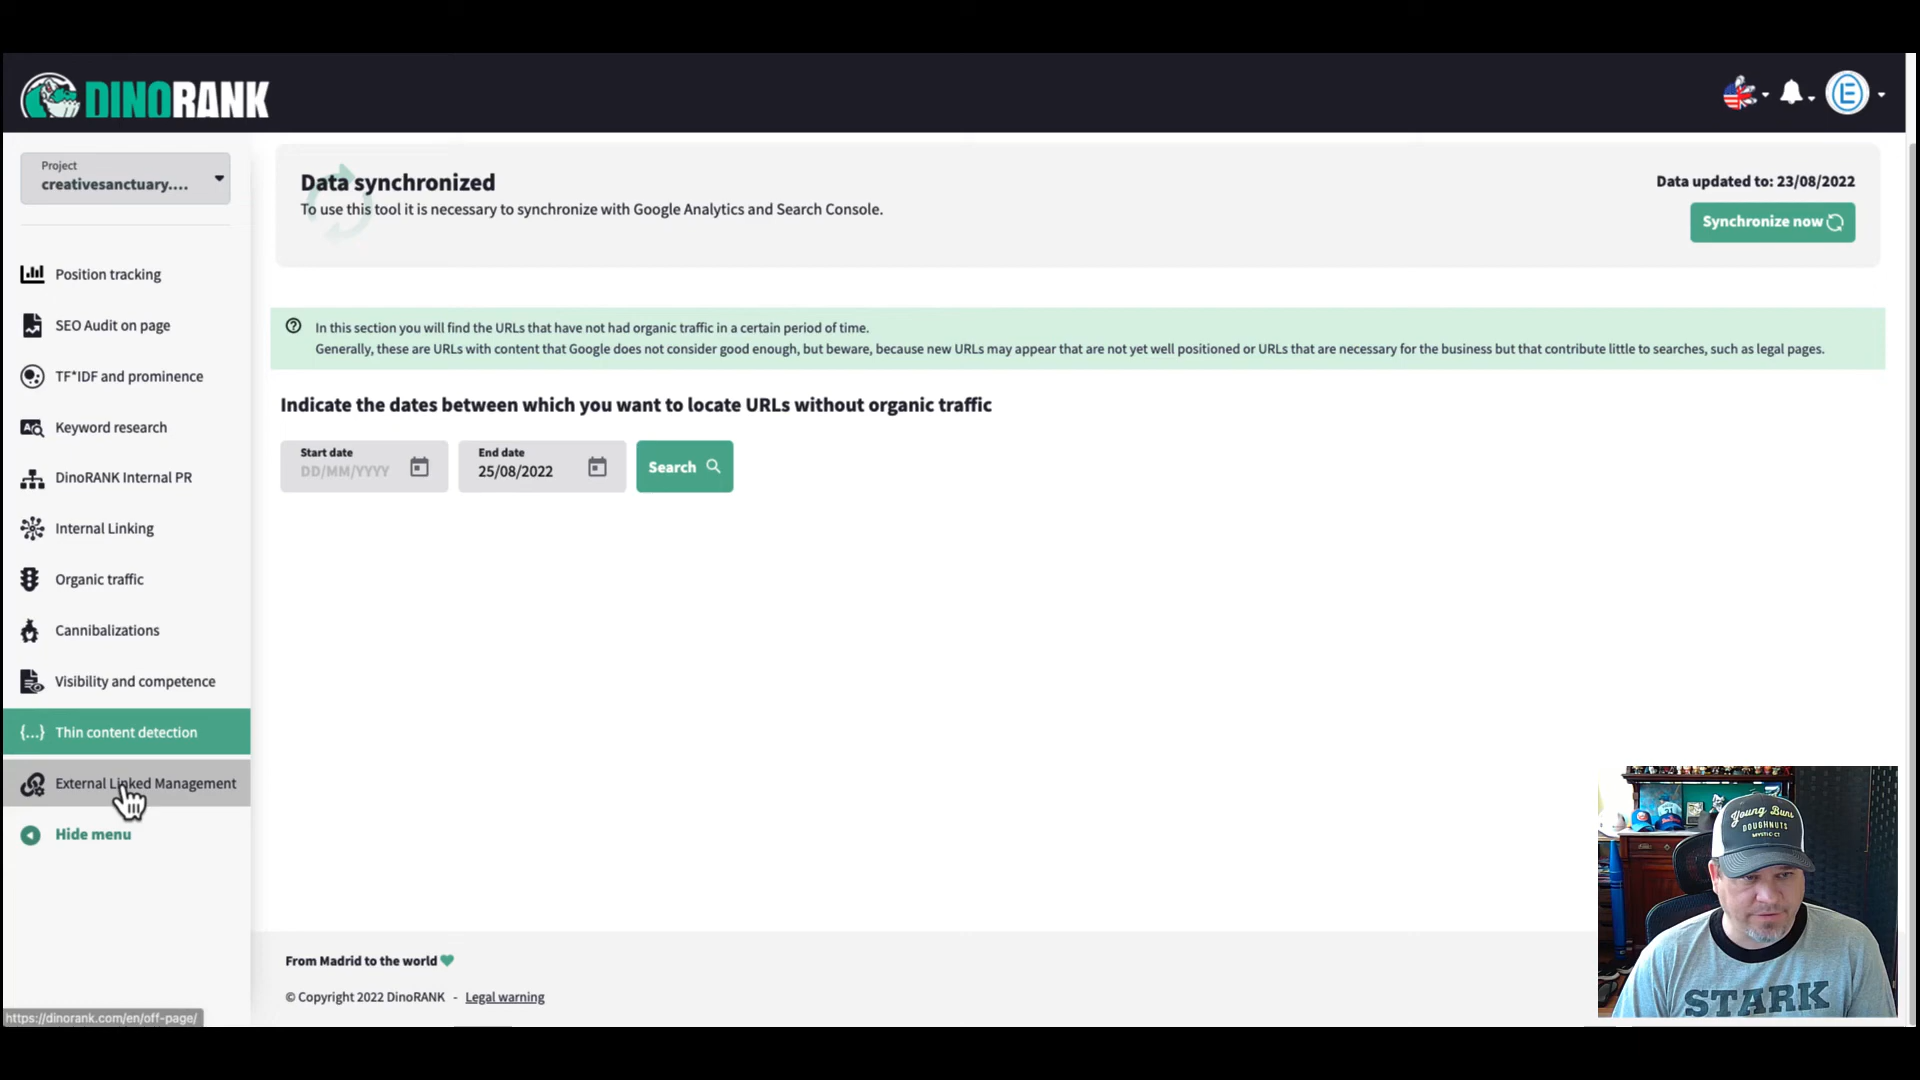 DINORANK
Project
creativesanctuary....
Data synchronized
To use this tool it is necessary to synchronize with Google Analytics and Search Console.
Data updated to: 23/08/2022
Synchronize now
Position tracking
SEO Audit on page
TF*IDF and prominence
Keyword research
DinoRANK Internal PR
Internal Linking
Organic traffic
Cannibalizations
Visibility and competence
{...} Thin content detection
External Linked Management
Hide menu
In this section you will find the URLs that have not had organic traffic in a certain period of time.
Generally, these are URLs with content that Google does not consider good enough, but beware, because new URLs may appear that are not yet well positioned or URLs that are necessary for the business but that contribute little to searches, such as legal pages.
Indicate the dates between which you want to locate URLs without organic traffic
Start date
DD/MM/YYYY
End date
25/08/2022
Search
From Madrid to the world
© Copyright 2022 DinoRANK - Legal warning
https://dinorank.com/en/off-page/
Young Buns
DOUGHNUTS
MYSTIC CT
STARK